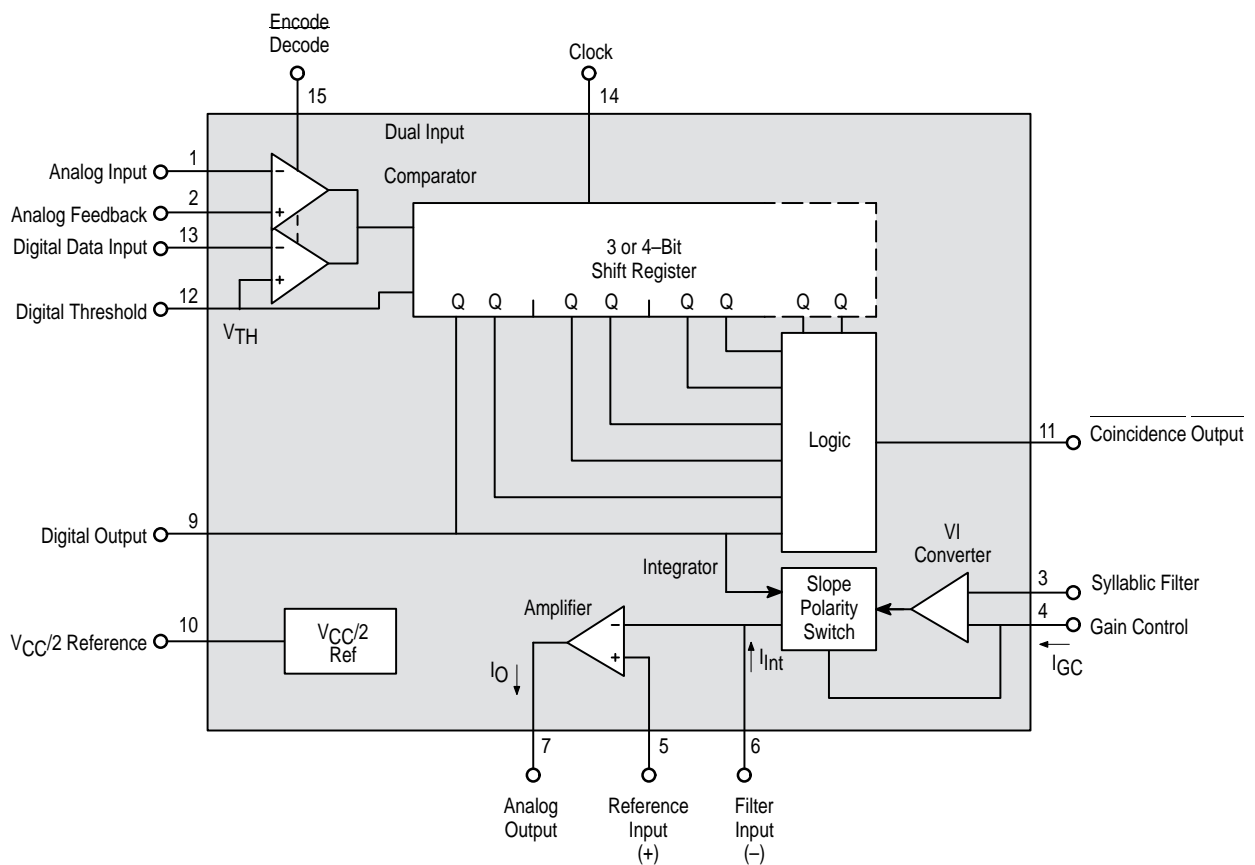 Encode
Decode
15
Clock
14
Dual Input
Comparator
Analog Input
1
−
Analog Feedback
2
+
Digital Data Input
13
−
+
Digital Threshold
12
VTH
3 or 4–Bit
Shift Register
Q Q Q Q Q Q Q Q
Logic
11
Coincidence Output
Digital Output
9
Integrator
VI
Converter
Slope
Polarity
Switch
3
Syllabic Filter
4
Gain Control
IGC
VCC/2 Reference
10
VCC/2
Ref
Amplifier
−
+
IO
IInt
7
5
6
Analog
Output
Reference
Input
(+)
Filter
Input
(–)